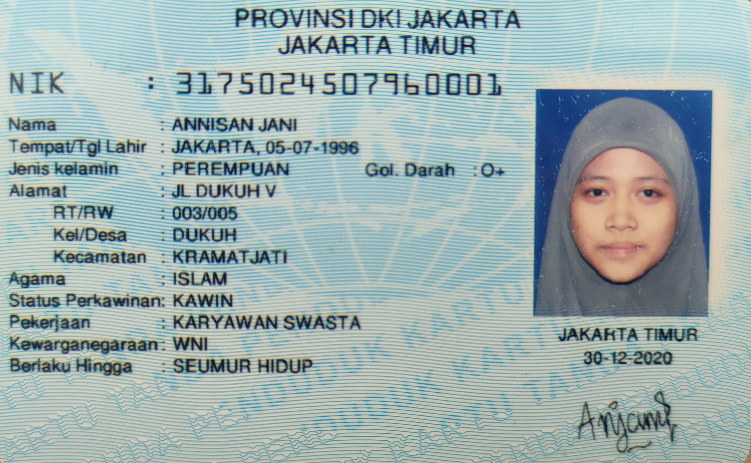 PROVINSI DKI JAKARTA
JAKARTA TIMUR
NIK : 3175024507960001
Nama : ANNISAN JANI
Tempat/Tgl Lahir : JAKARTA, 05-07-1996
Jenis kelamin : PEREMPUAN Gol. Darah : O+
Alamat : JL DUKUH V
RT/RW : 003/005
Kel/Desa : DUKUH
Kecamatan : KRAMATJATI
Agama : ISLAM
Status Perkawinan: KAWIN
Pekerjaan : KARYAWAN SWASTA
Kewarganegaraan : WNI
Berlaku Hingga : SEUMUR HIDUP
JAKARTA TIMUR
30-12-2020